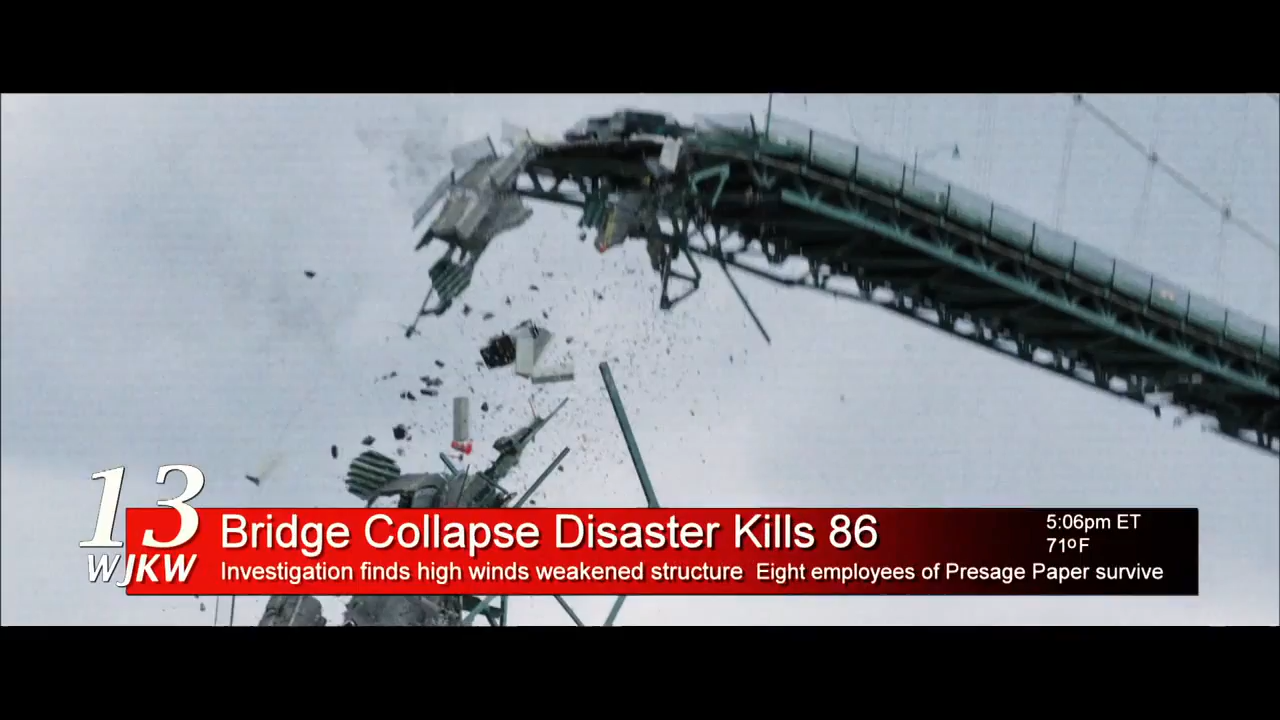 13
WJKW
Bridge Collapse Disaster Kills 86
5:06pm ET
71ºF
Investigation finds high winds weakened structure Eight employees of Presage Paper survive